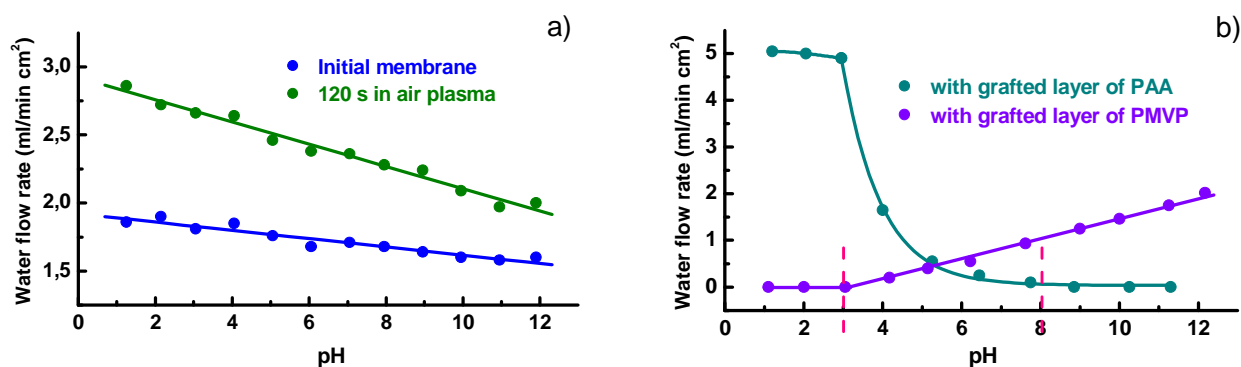 a)
Water flow rate (ml/min cm²)
3,0
2,5
2,0
1,5
Initial membrane
120 s in air plasma
0 2 4 6 8 10 12
pH
b)
Water flow rate (ml/min cm²)
5
4
3
2
1
0
with grafted layer of PAA
with grafted layer of PMVP
0 2 4 6 8 10 12
pH